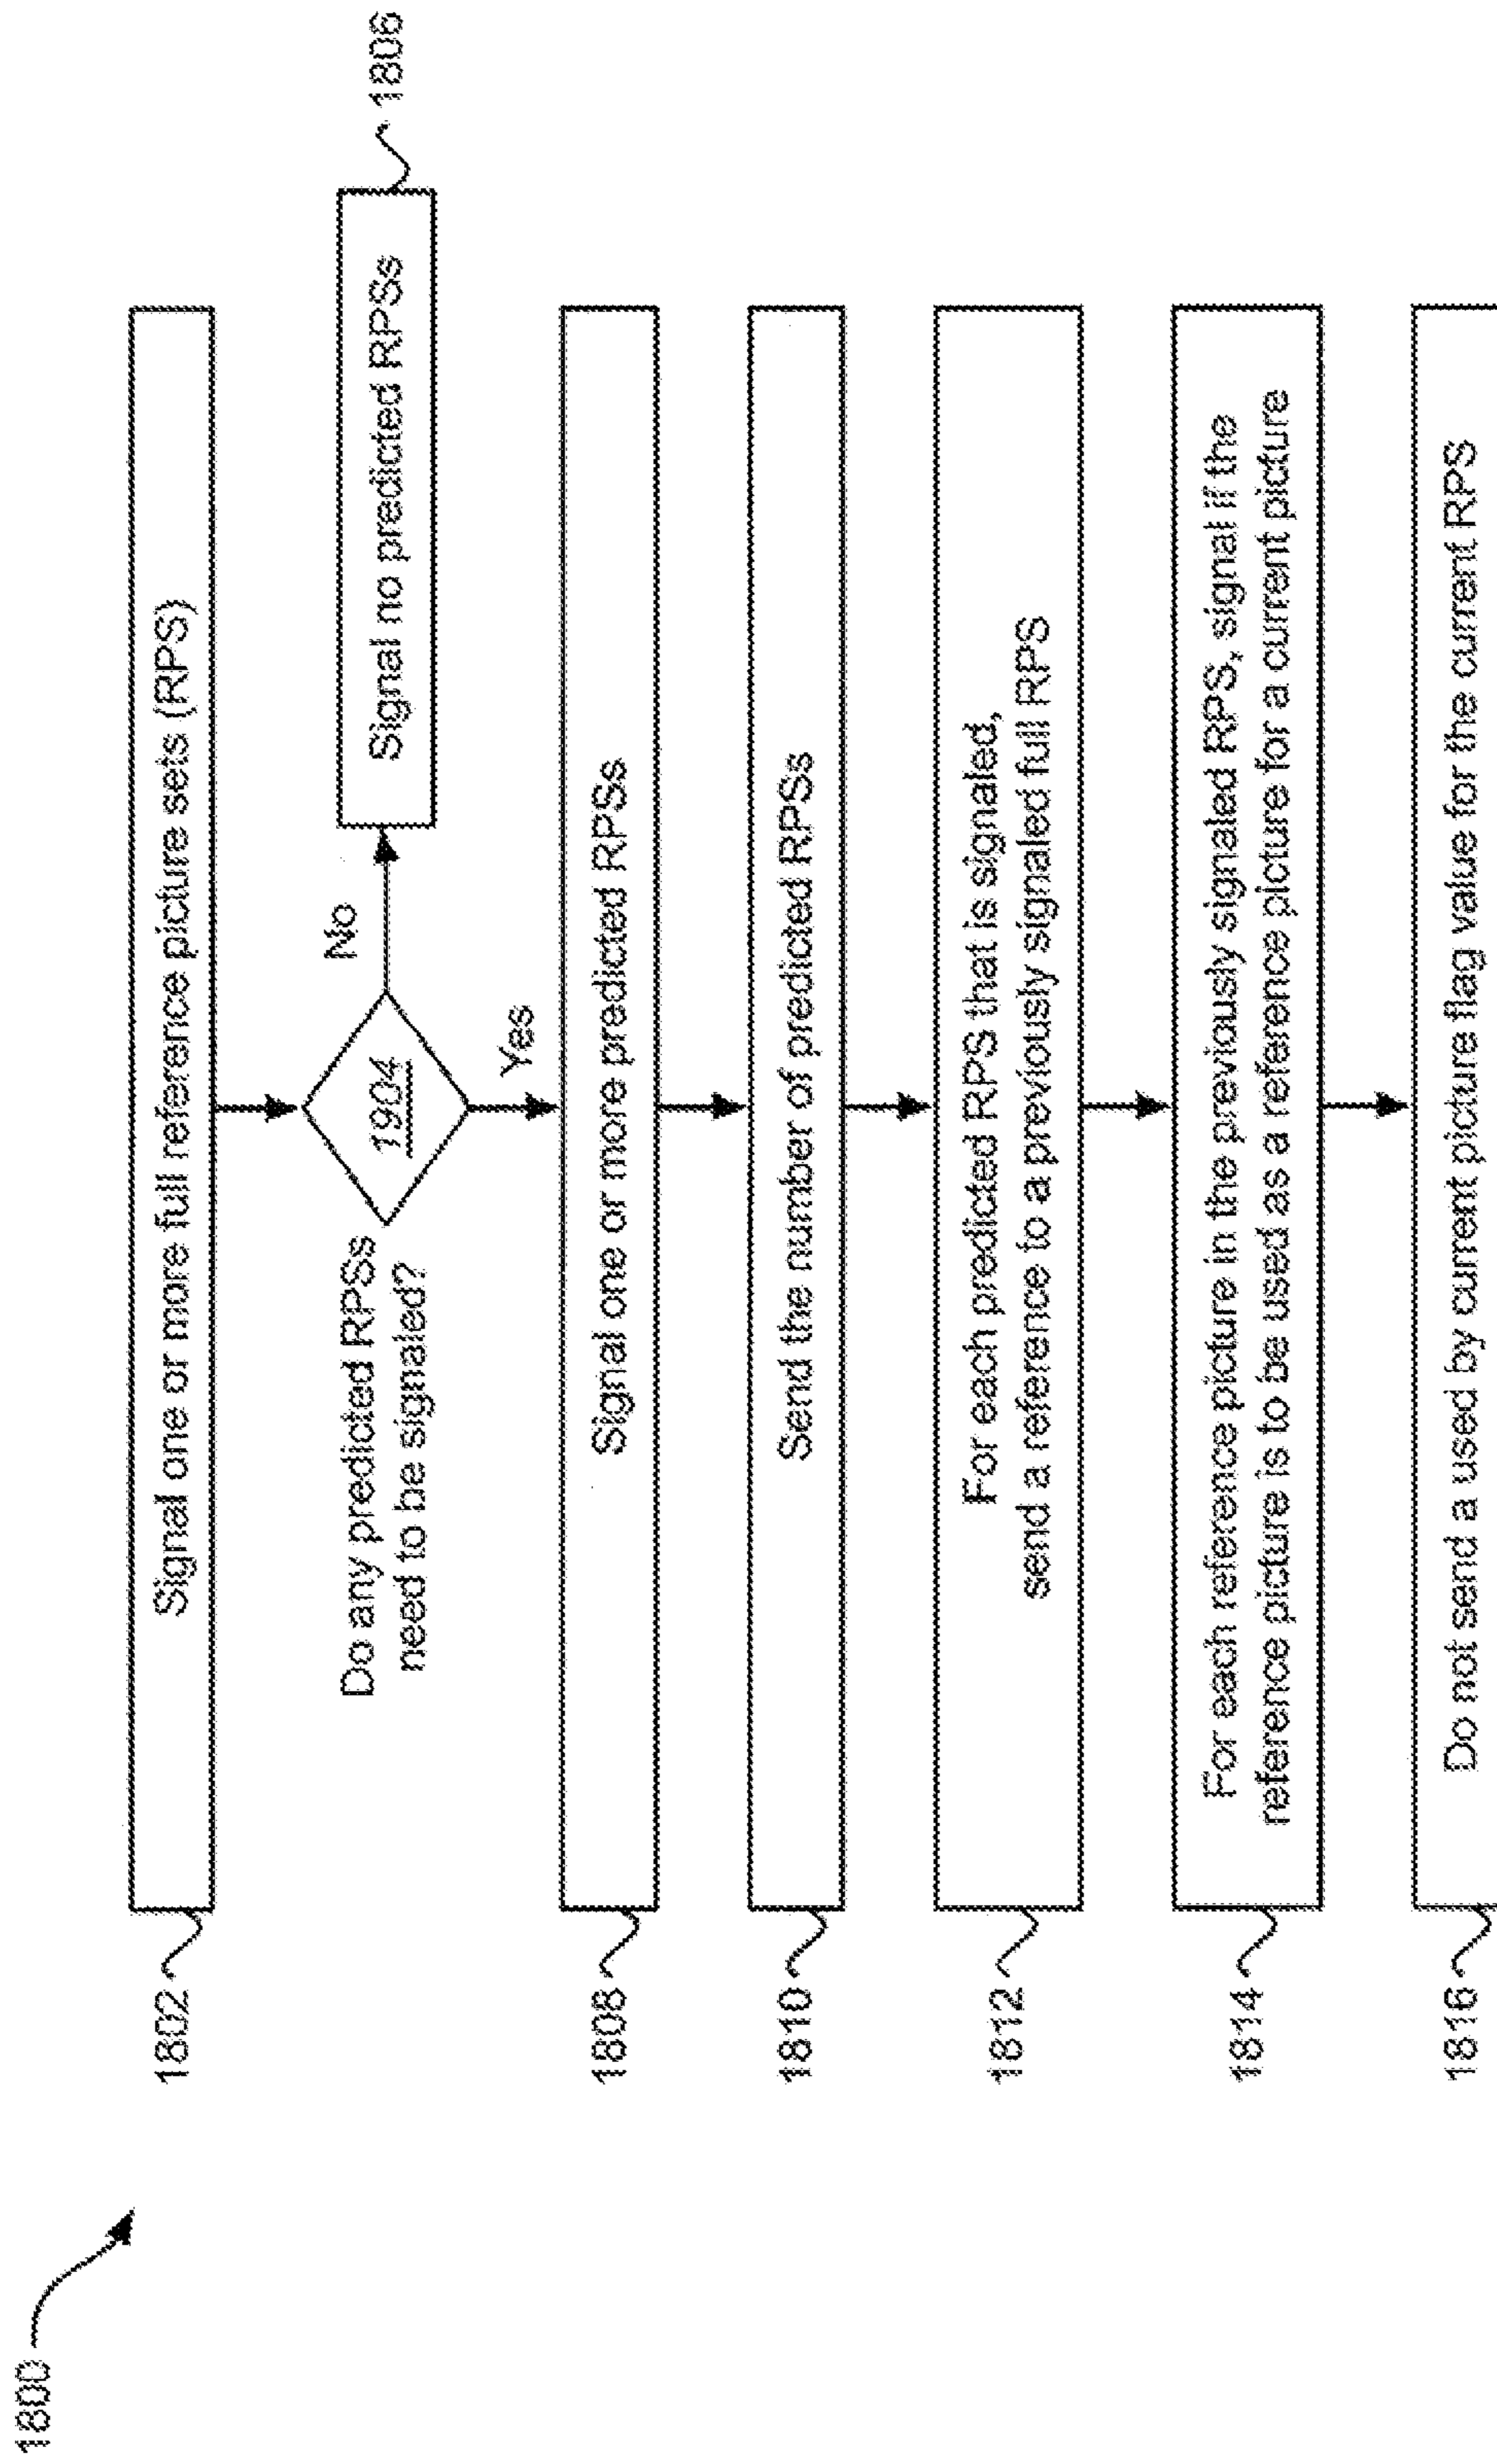 1800
1802
Signal one or more full reference picture sets (RPS)
Do any predicted RPSs
need to be signaled?
1904
No
Signal no predicted RPSs
1806
Yes
1808
Signal one or more predicted RPSs
1810
Send the number of predicted RPSs
1812
For each predicted RPS that is signaled,
send a reference to a previously signaled full RPS
1814
For each reference picture in the previously signaled RPS, signal if the
reference picture is to be used as a reference picture for a current picture
1816
Do not send a used by current picture flag value for the current RPS